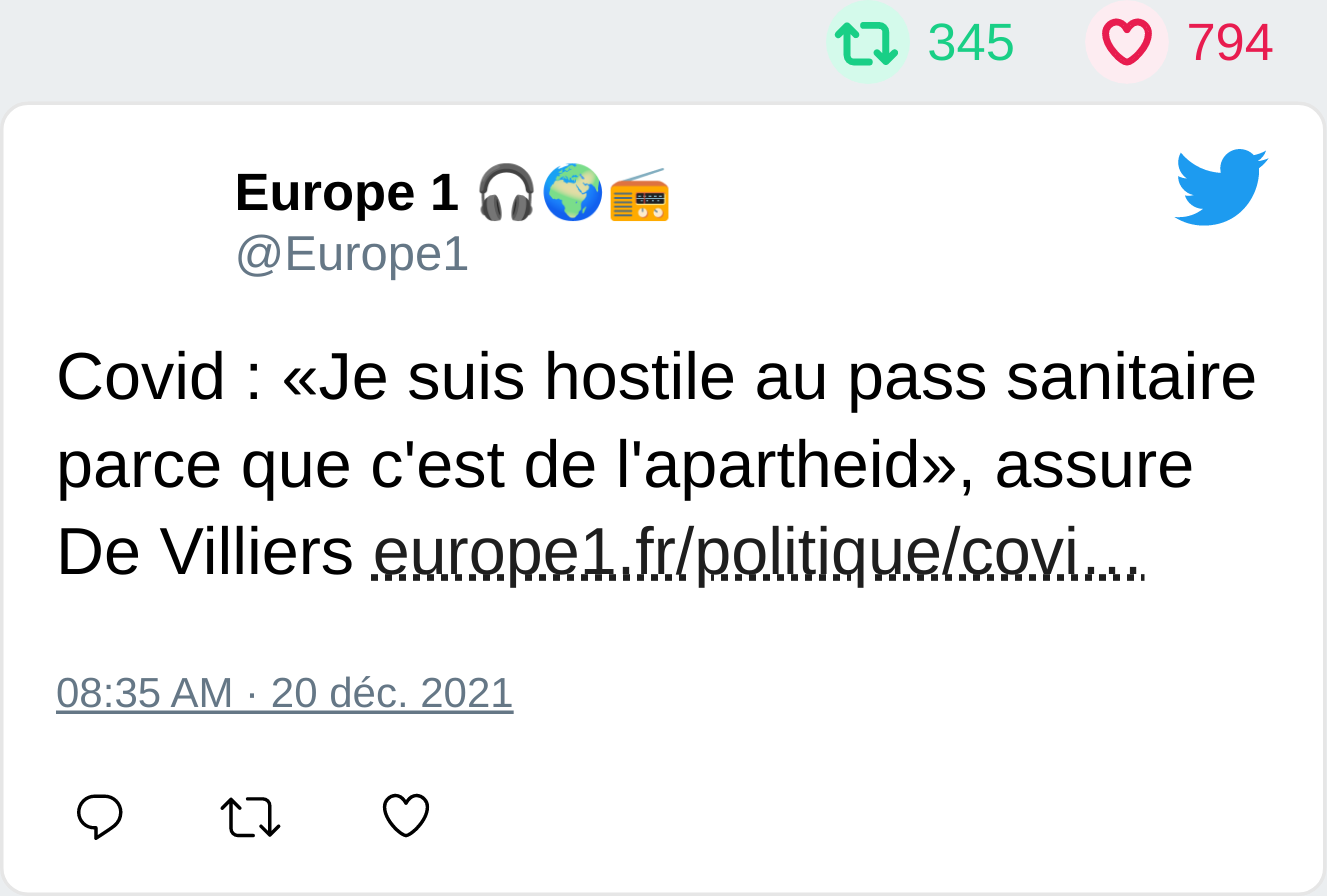 345 794
Europe 1 🎧🌍📻
@Europe1
Covid : «Je suis hostile au pass sanitaire
parce que c'est de l'apartheid», assure
De Villiers europe1.fr/politique/covi…
08:35 AM · 20 déc. 2021